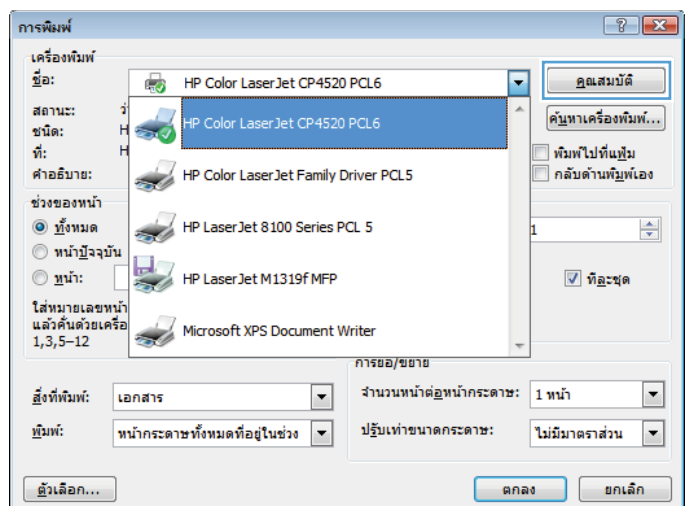 การพิมพ์
เครื่องพิมพ์
ชื่อ:
HP Color LaserJet CP4520 PCL6
คุณสมบัติ
สถานะ:
ว่
ชนิด:
H
ที่:
H
คำอธิบาย:
HP Color LaserJet CP4520 PCL6
HP Color LaserJet Family Driver PCL5
HP LaserJet 8100 Series PCL 5
HP LaserJet M1319f MFP
Microsoft XPS Document Writer
ค้นหาเครื่องพิมพ์...
พิมพ์ไปที่แฟ้ม
กลับด้านพิมพ์เอง
ช่วงของหน้า
ทั้งหมด
หน้าปัจจุบัน
หน้า:
ใส่หมายเลขหน้า
แล้วคั่นด้วยเครื่อ
1,3,5–12
1
ทีละชุด
สิ่งที่พิมพ์:
เอกสาร
พิมพ์:
หน้ากระดาษทั้งหมดที่อยู่ในช่วง
การย่อ/ขยาย
จำนวนหน้าต่อหน้ากระดาษ:
1 หน้า
ปรับเท่าขนาดกระดาษ:
ไม่มีมาตราส่วน
ตัวเลือก...
ตกลง
ยกเลิก